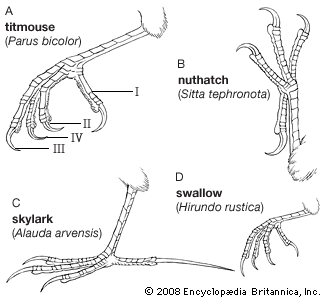 A
titmouse
(Parus bicolor)
I
II
IV
III
B
nuthatch
(Sitta tephronota)
C
skylark
(Alauda arvensis)
D
swallow
(Hirundo rustica)
© 2008 Encyclopædia Britannica, Inc.